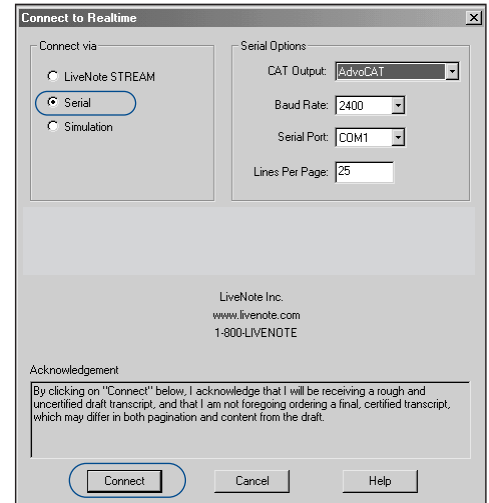 Connect to Realtime
Connect via
LiveNote STREAM
Serial
Simulation
Serial Options
CAT Output: AdvoCAT
Baud Rate: 2400
Serial Port: COM1
Lines Per Page: 25
LiveNote Inc.
www.livenote.com
1-800-LIVENOTE
Acknowledgement
By clicking on "Connect" below, I acknowledge that I will be receiving a rough and
uncertified draft transcript, and that I am not foregoing ordering a final, certified transcript,
which may differ in both pagination and content from the draft.
Connect Cancel Help